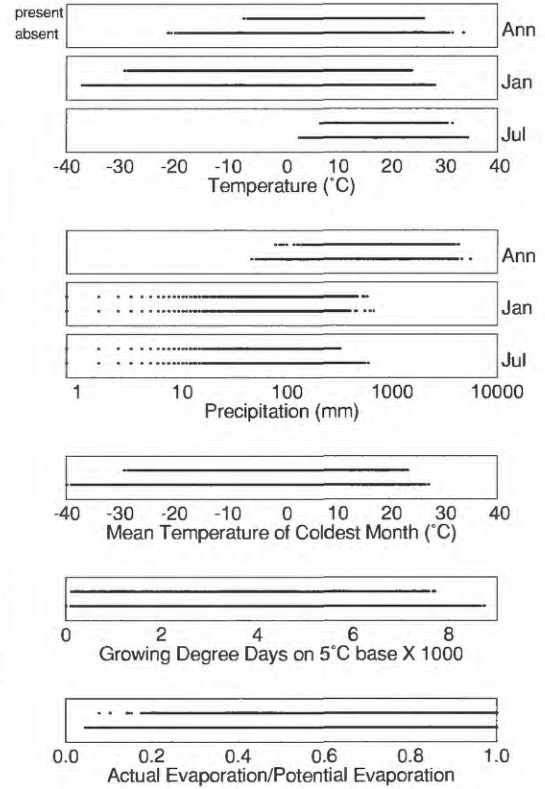 present
absent
Ann
Jan
Jul
-40 -30 -20 -10 0 10 20 30 40
Temperature (˚C)
Ann
Jan
Jul
1 10 100 1000 10000
Precipitation (mm)
-40 -30 -20 -10 0 10 20 30 40
Mean Temperature of Coldest Month (˚C)
0 2 4 6 8
Growing Degree Days on 5˚C base X 1000
0.0 0.2 0.4 0.6 0.8 1.0
Actual Evaporation/Potential Evaporation